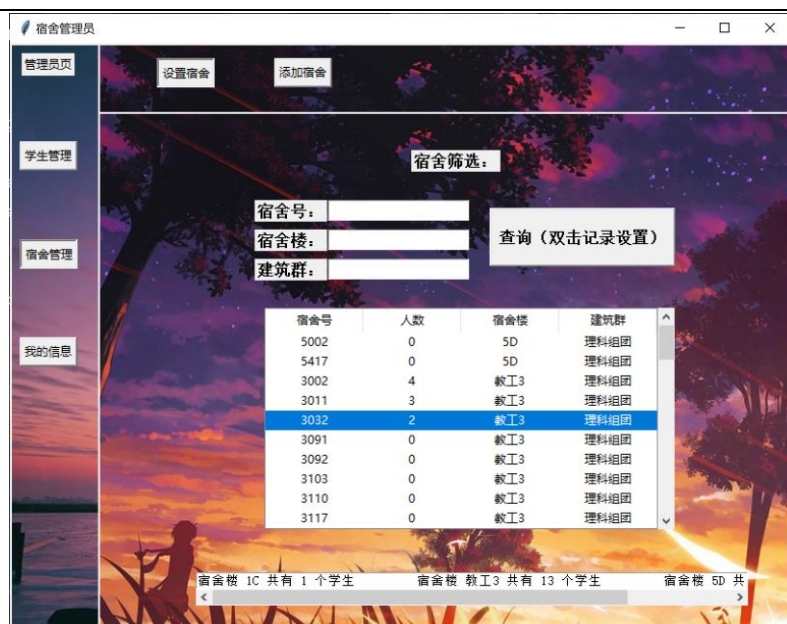 宿舍管理员
管理员页
设置宿舍 添加宿舍
学生管理
宿舍筛选：
宿舍号：
宿舍楼：
查询（双击记录设置）
宿舍管理
建筑群：
我的信息
宿舍号 人数 宿舍楼 建筑群
5002 0 5D 理科组团
5417 0 5D 理科组团
3002 4 教工3 理科组团
3011 3 教工3 理科组团
3032 2 教工3 理科组团
3091 0 教工3 理科组团
3092 0 教工3 理科组团
3103 0 教工3 理科组团
3110 0 教工3 理科组团
3117 0 教工3 理科组团
宿舍楼 1C 共有 1 个学生 宿舍楼 教工3 共有 13 个学生 宿舍楼 5D 共